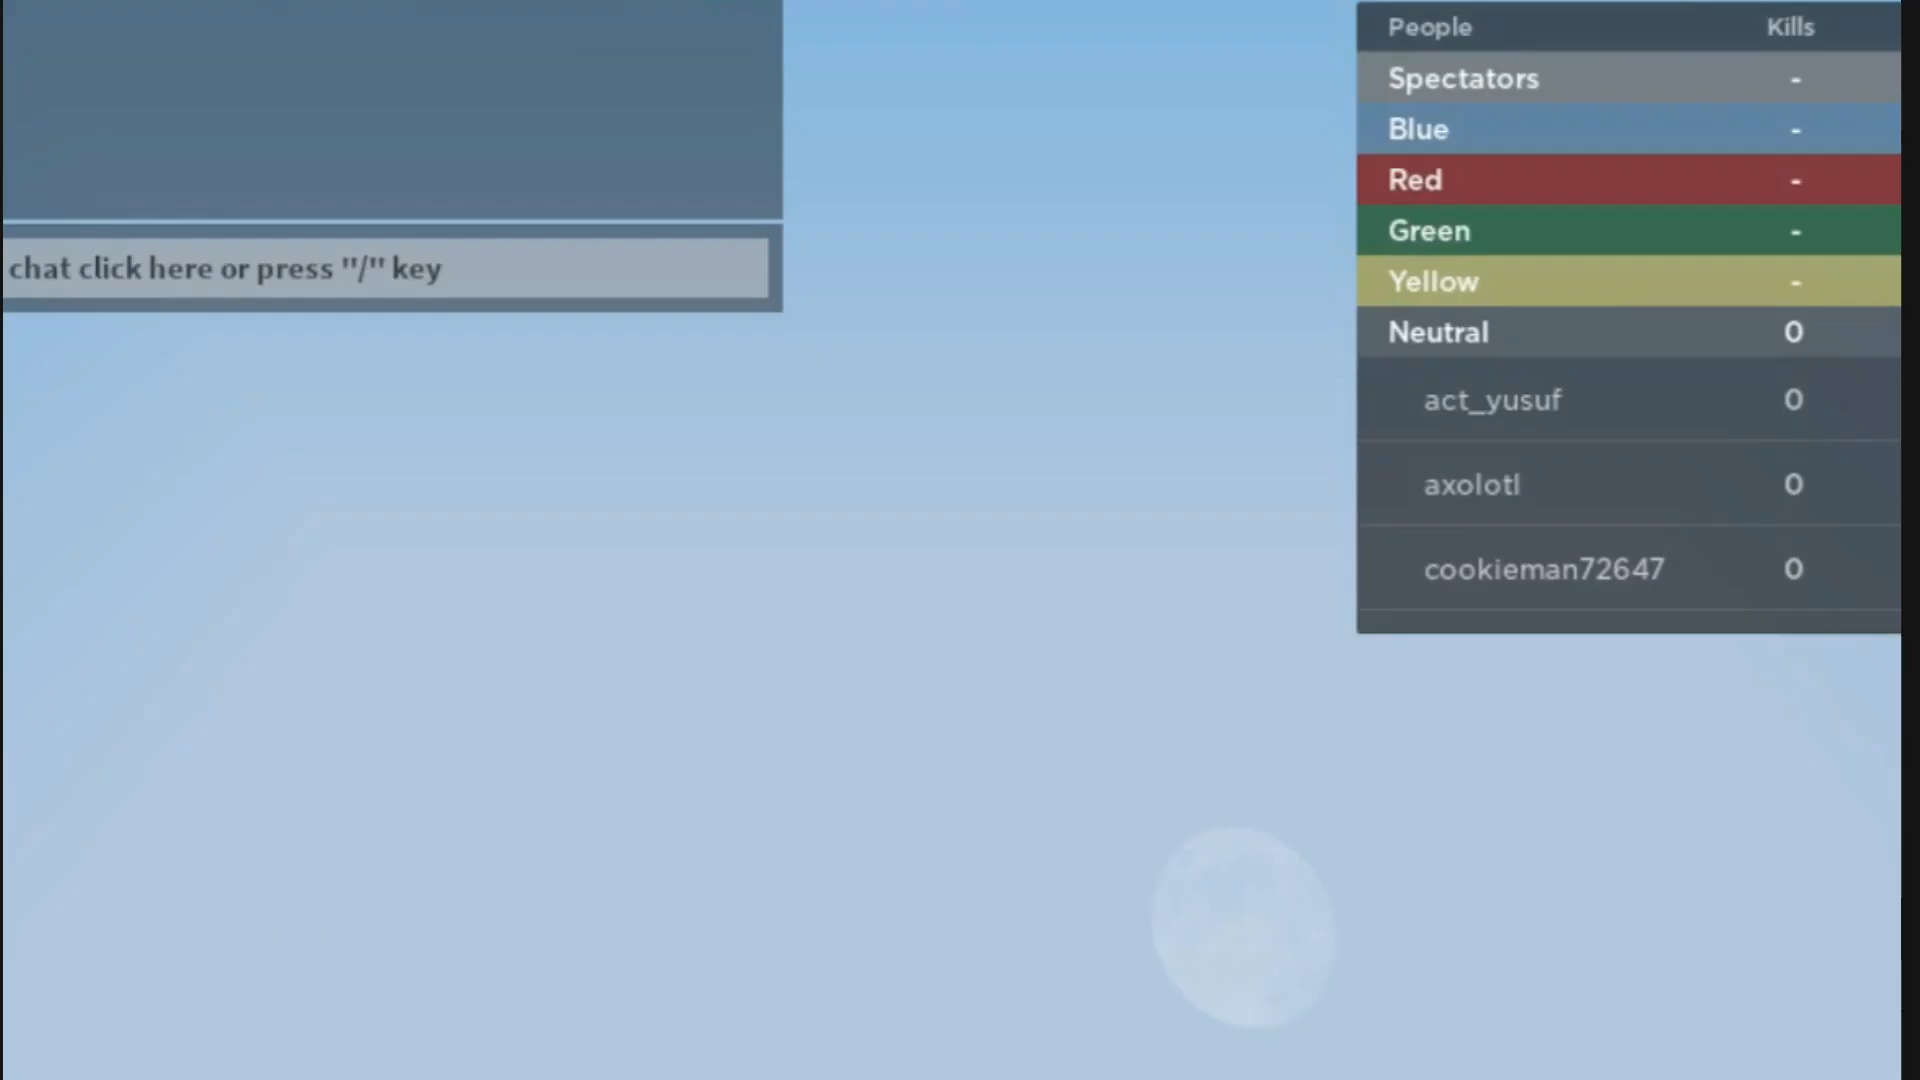 chat click here or press "/" key
People Kills
Spectators -
Blue -
Red -
Green -
Yellow -
Neutral 0
act_yusuf 0
axolotl 0
cookieman72647 0